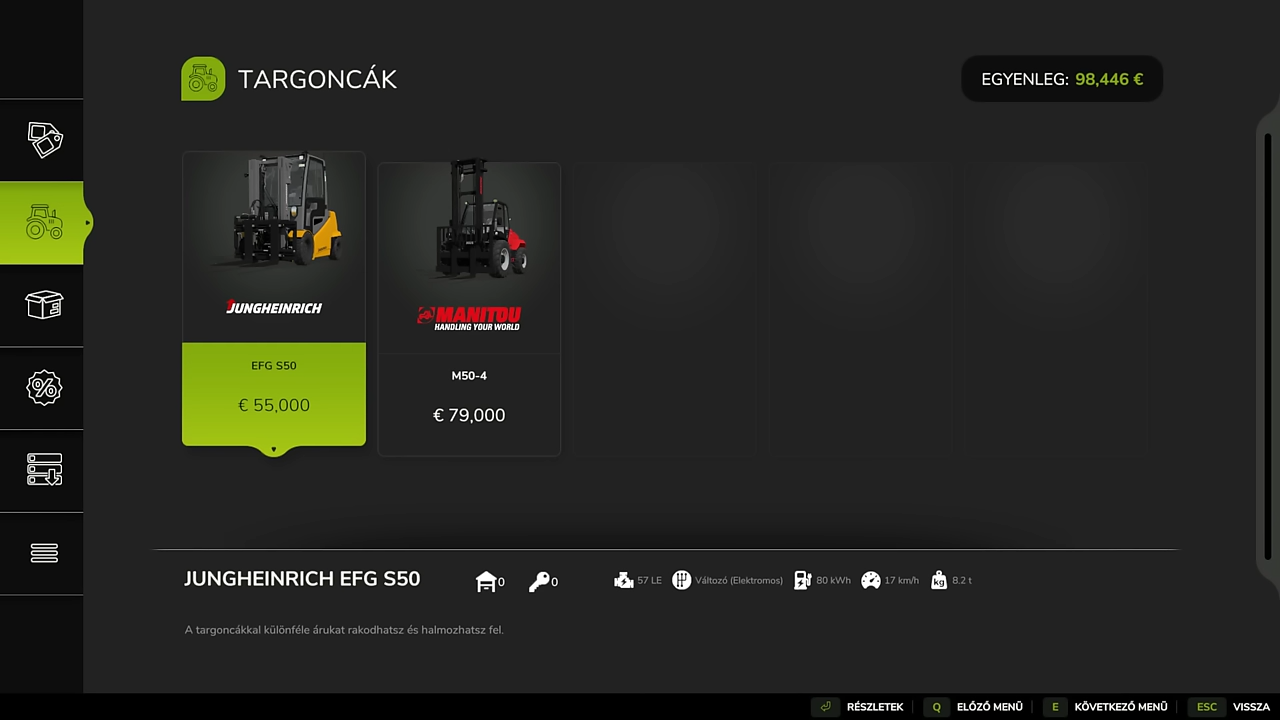 TARGONCÁK
EGYENLEG: 98,446 €
JUNGHEINRICH
MANITOU
HANDLING YOUR WORLD
EFG S50
€ 55,000
M50-4
€ 79,000
JUNGHEINRICH EFG S50
0
0
57 LE
Változó (Elektromos)
80 kWh
17 km/h
kg
8.2 t
A targoncákkal különféle árukat rakodhatsz és halmozhatsz fel.
RÉSZLETEK
Q ELŐZŐ MENÜ
E KÖVETKEZŐ MENÜ
ESC VISSZA